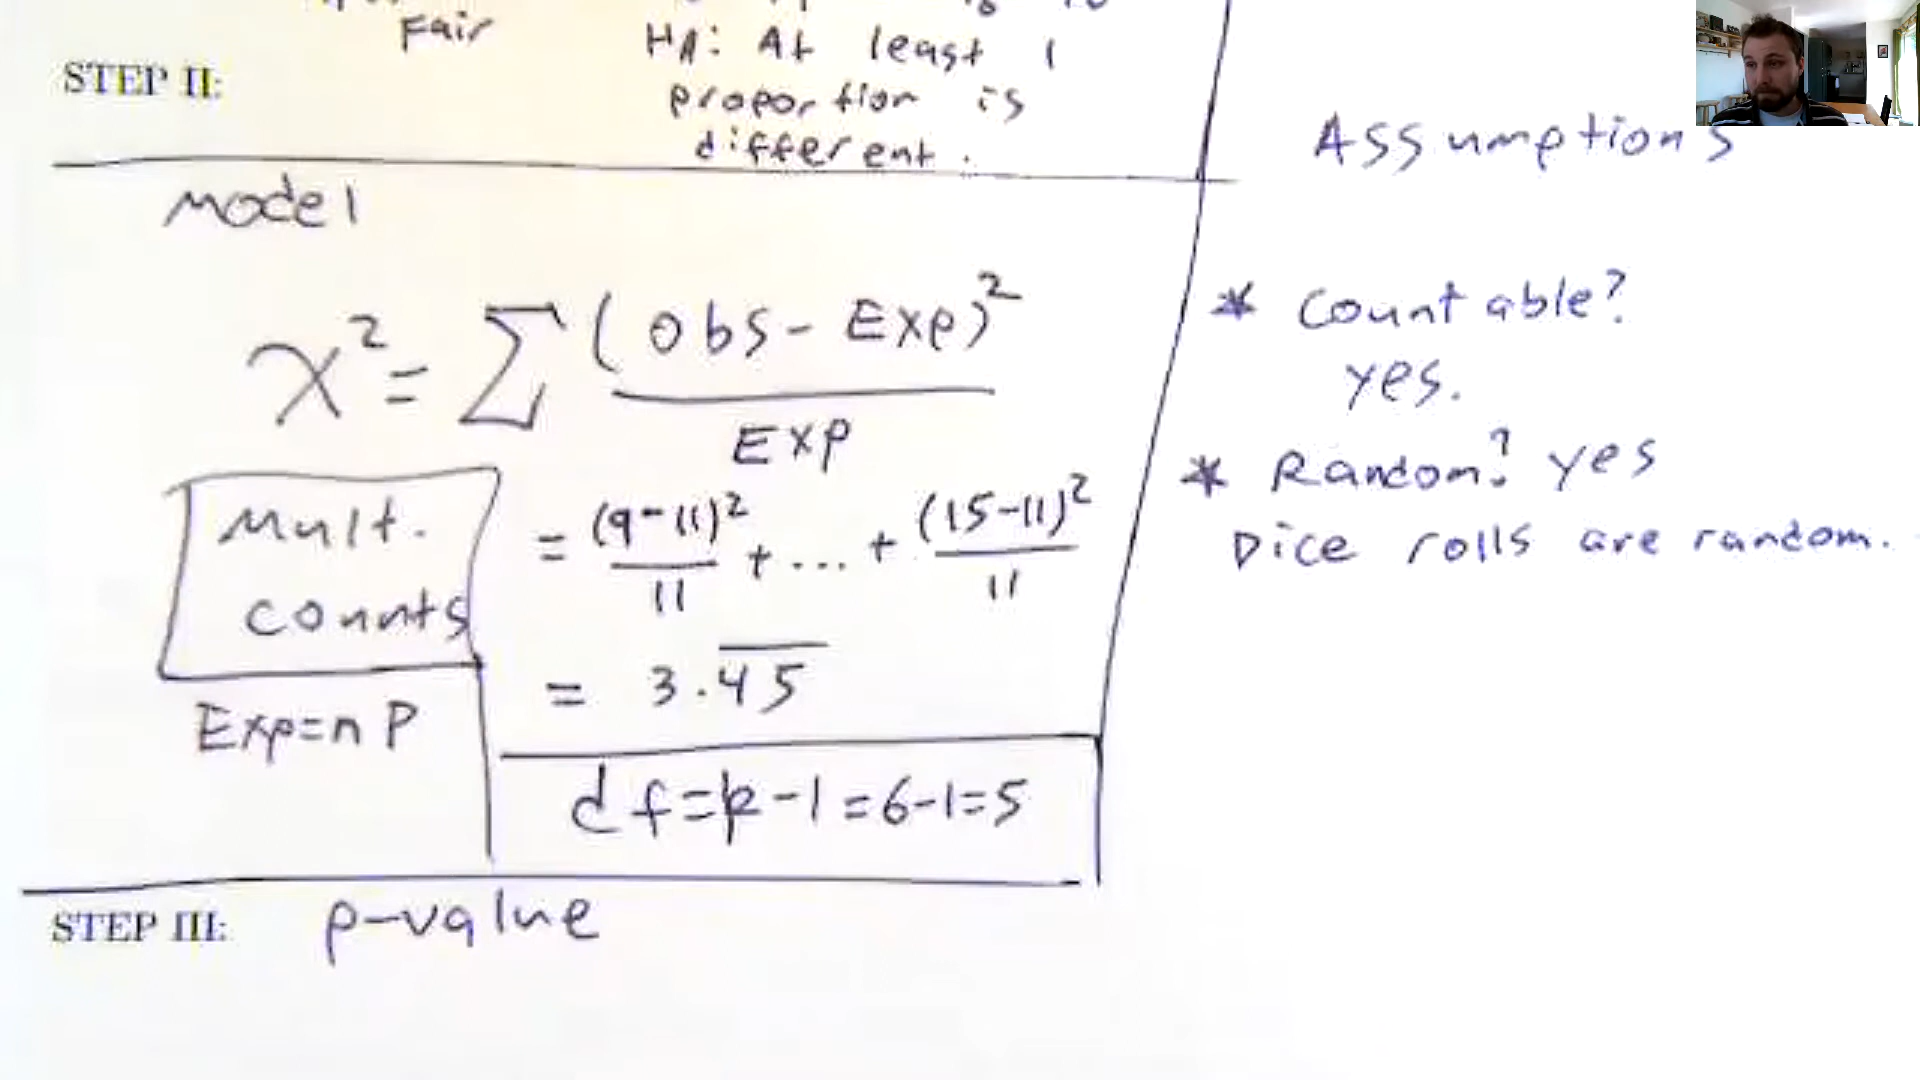 Fair
HA: At least 1
STEP II:
proportion is
different.
Model
χ² = ∑ (obs - Exp)²
Exp
Mult.
counts
Exp=n P
= (9-11)²/11 + ... + (15-11)²/11
= 3.4̅5̅
df=k-1=6-1=5
STEP III: p-value
Assumptions
* Countable?
yes.
* Random? yes
Dice rolls are random.